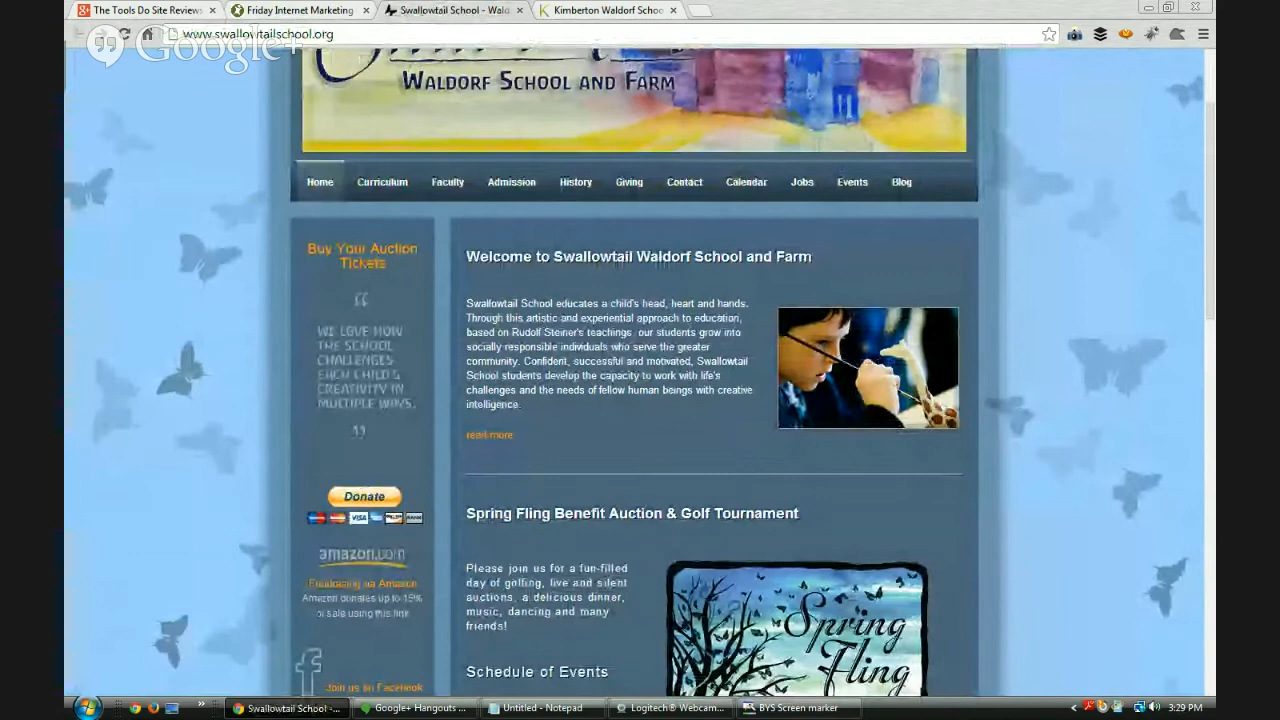 The Tools Do Site Reviews
Friday Internet Marketing
Swallowtail School - Wald
Kimberton Waldorf Schoo
www.swallowtailschool.org
Google+
WALDORF SCHOOL AND FARM
Home Curriculum Faculty Admission History Giving Contact Calendar Jobs Events Blog
Buy Your Auction
Tickets
“
WE LOVE HOW
THE SCHOOL
CHALLENGES
EACH CHILD'S
CREATIVITY IN
MULTIPLE WAYS.
”
Donate
VISA
amazon.com
Fundraising via Amazon
Amazon donates up to 15%
of sale using this link
Join us on Facebook
Welcome to Swallowtail Waldorf School and Farm
Swallowtail School educates a child's head, heart and hands.
Through this artistic and experiential approach to education,
based on Rudolf Steiner's teachings, our students grow into
socially responsible individuals who serve the greater
community. Confident, successful and motivated, Swallowtail
School students develop the capacity to work with life's
challenges and the needs of fellow human beings with creative
intelligence.
read more
Spring Fling Benefit Auction & Golf Tournament
Please join us for a fun-filled
day of golfing, live and silent
auctions, a delicious dinner,
music, dancing and many
friends!
Schedule of Events
Spring
Fling
Swallowtail School -...
Google+ Hangouts ...
Untitled - Notepad
Logitech® Webcam...
BYS Screen marker
3:29 PM